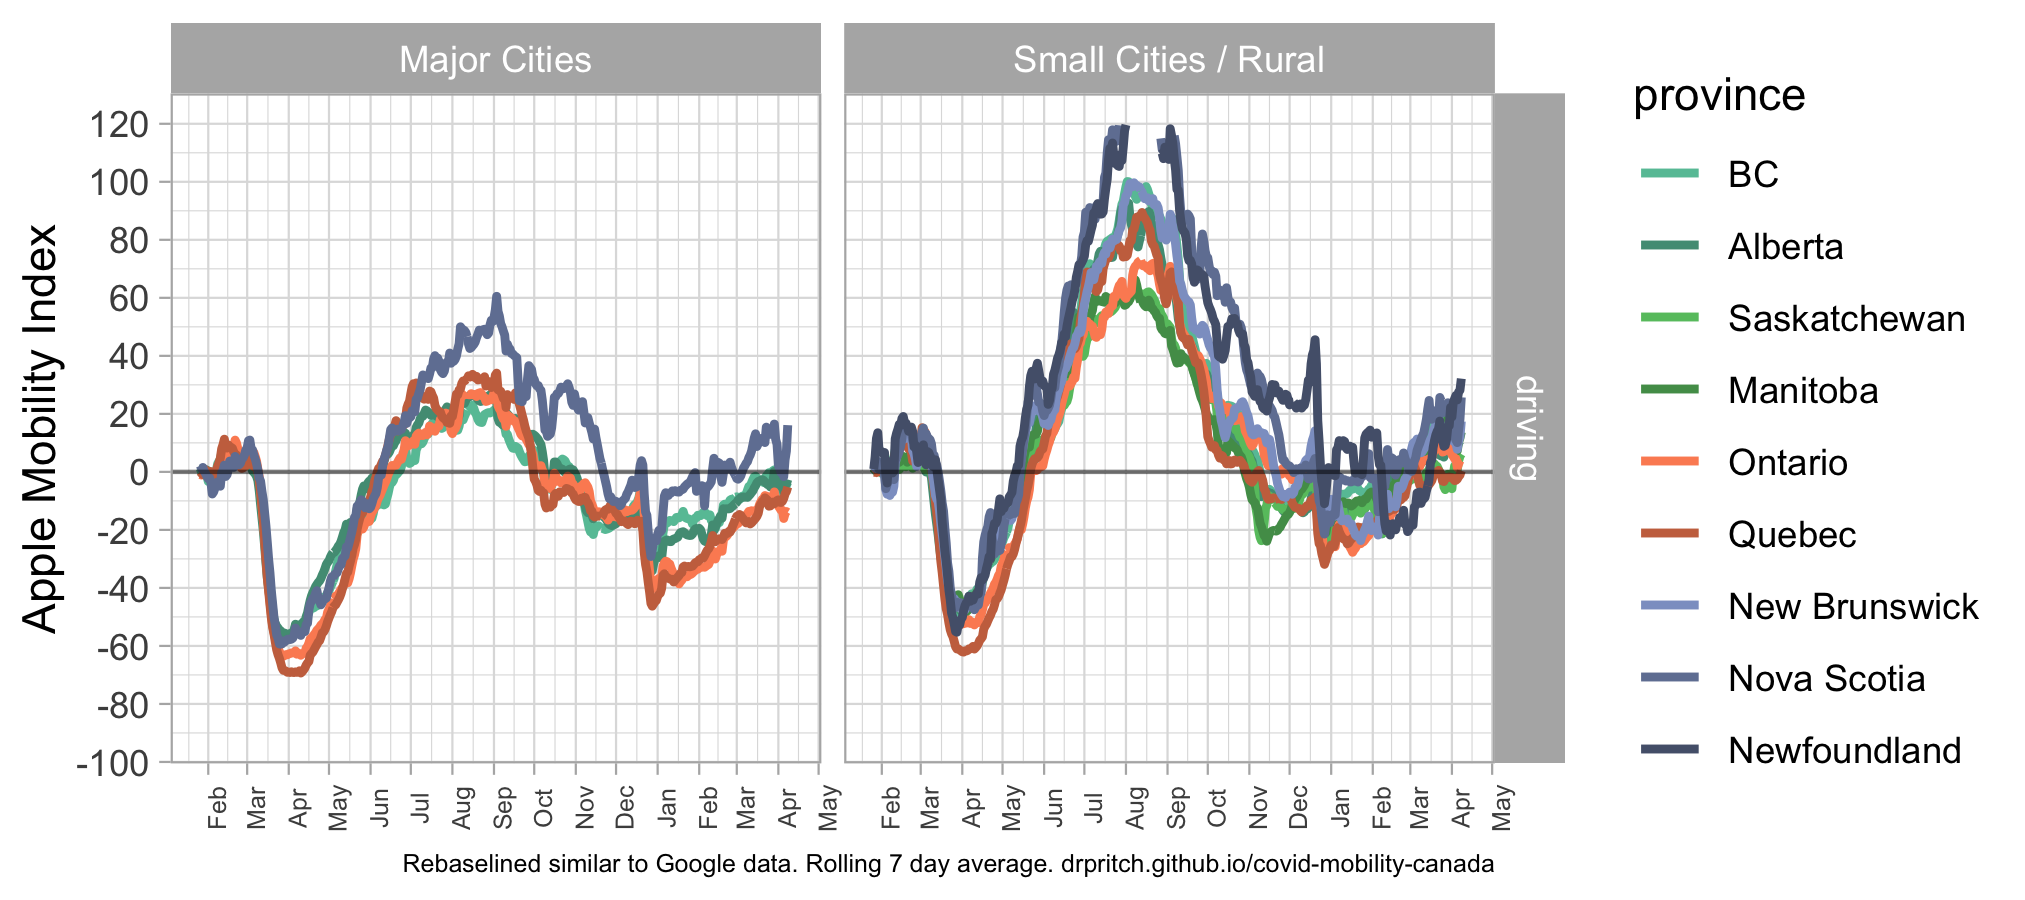 Major Cities
Small Cities / Rural
Apple Mobility Index
120
100
80
60
40
20
0
-20
-40
-60
-80
-100
driving
Feb Mar Apr May Jun Jul Aug Sep Oct Nov Dec Jan Feb Mar Apr May
Feb Mar Apr May Jun Jul Aug Sep Oct Nov Dec Jan Feb Mar Apr May
Rebaselined similar to Google data. Rolling 7 day average. drpritch.github.io/covid-mobility-canada
province
BC
Alberta
Saskatchewan
Manitoba
Ontario
Quebec
New Brunswick
Nova Scotia
Newfoundland